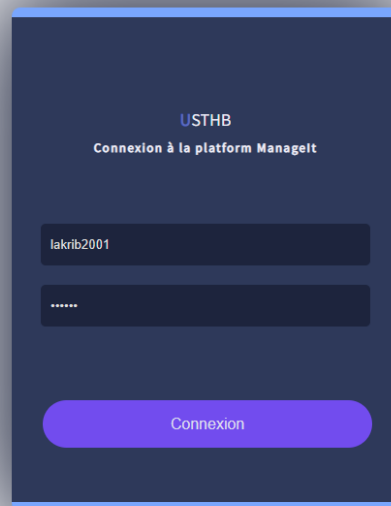 USTHB
Connexion à la platform ManageIt
lakrib2001
••••••
Connexion